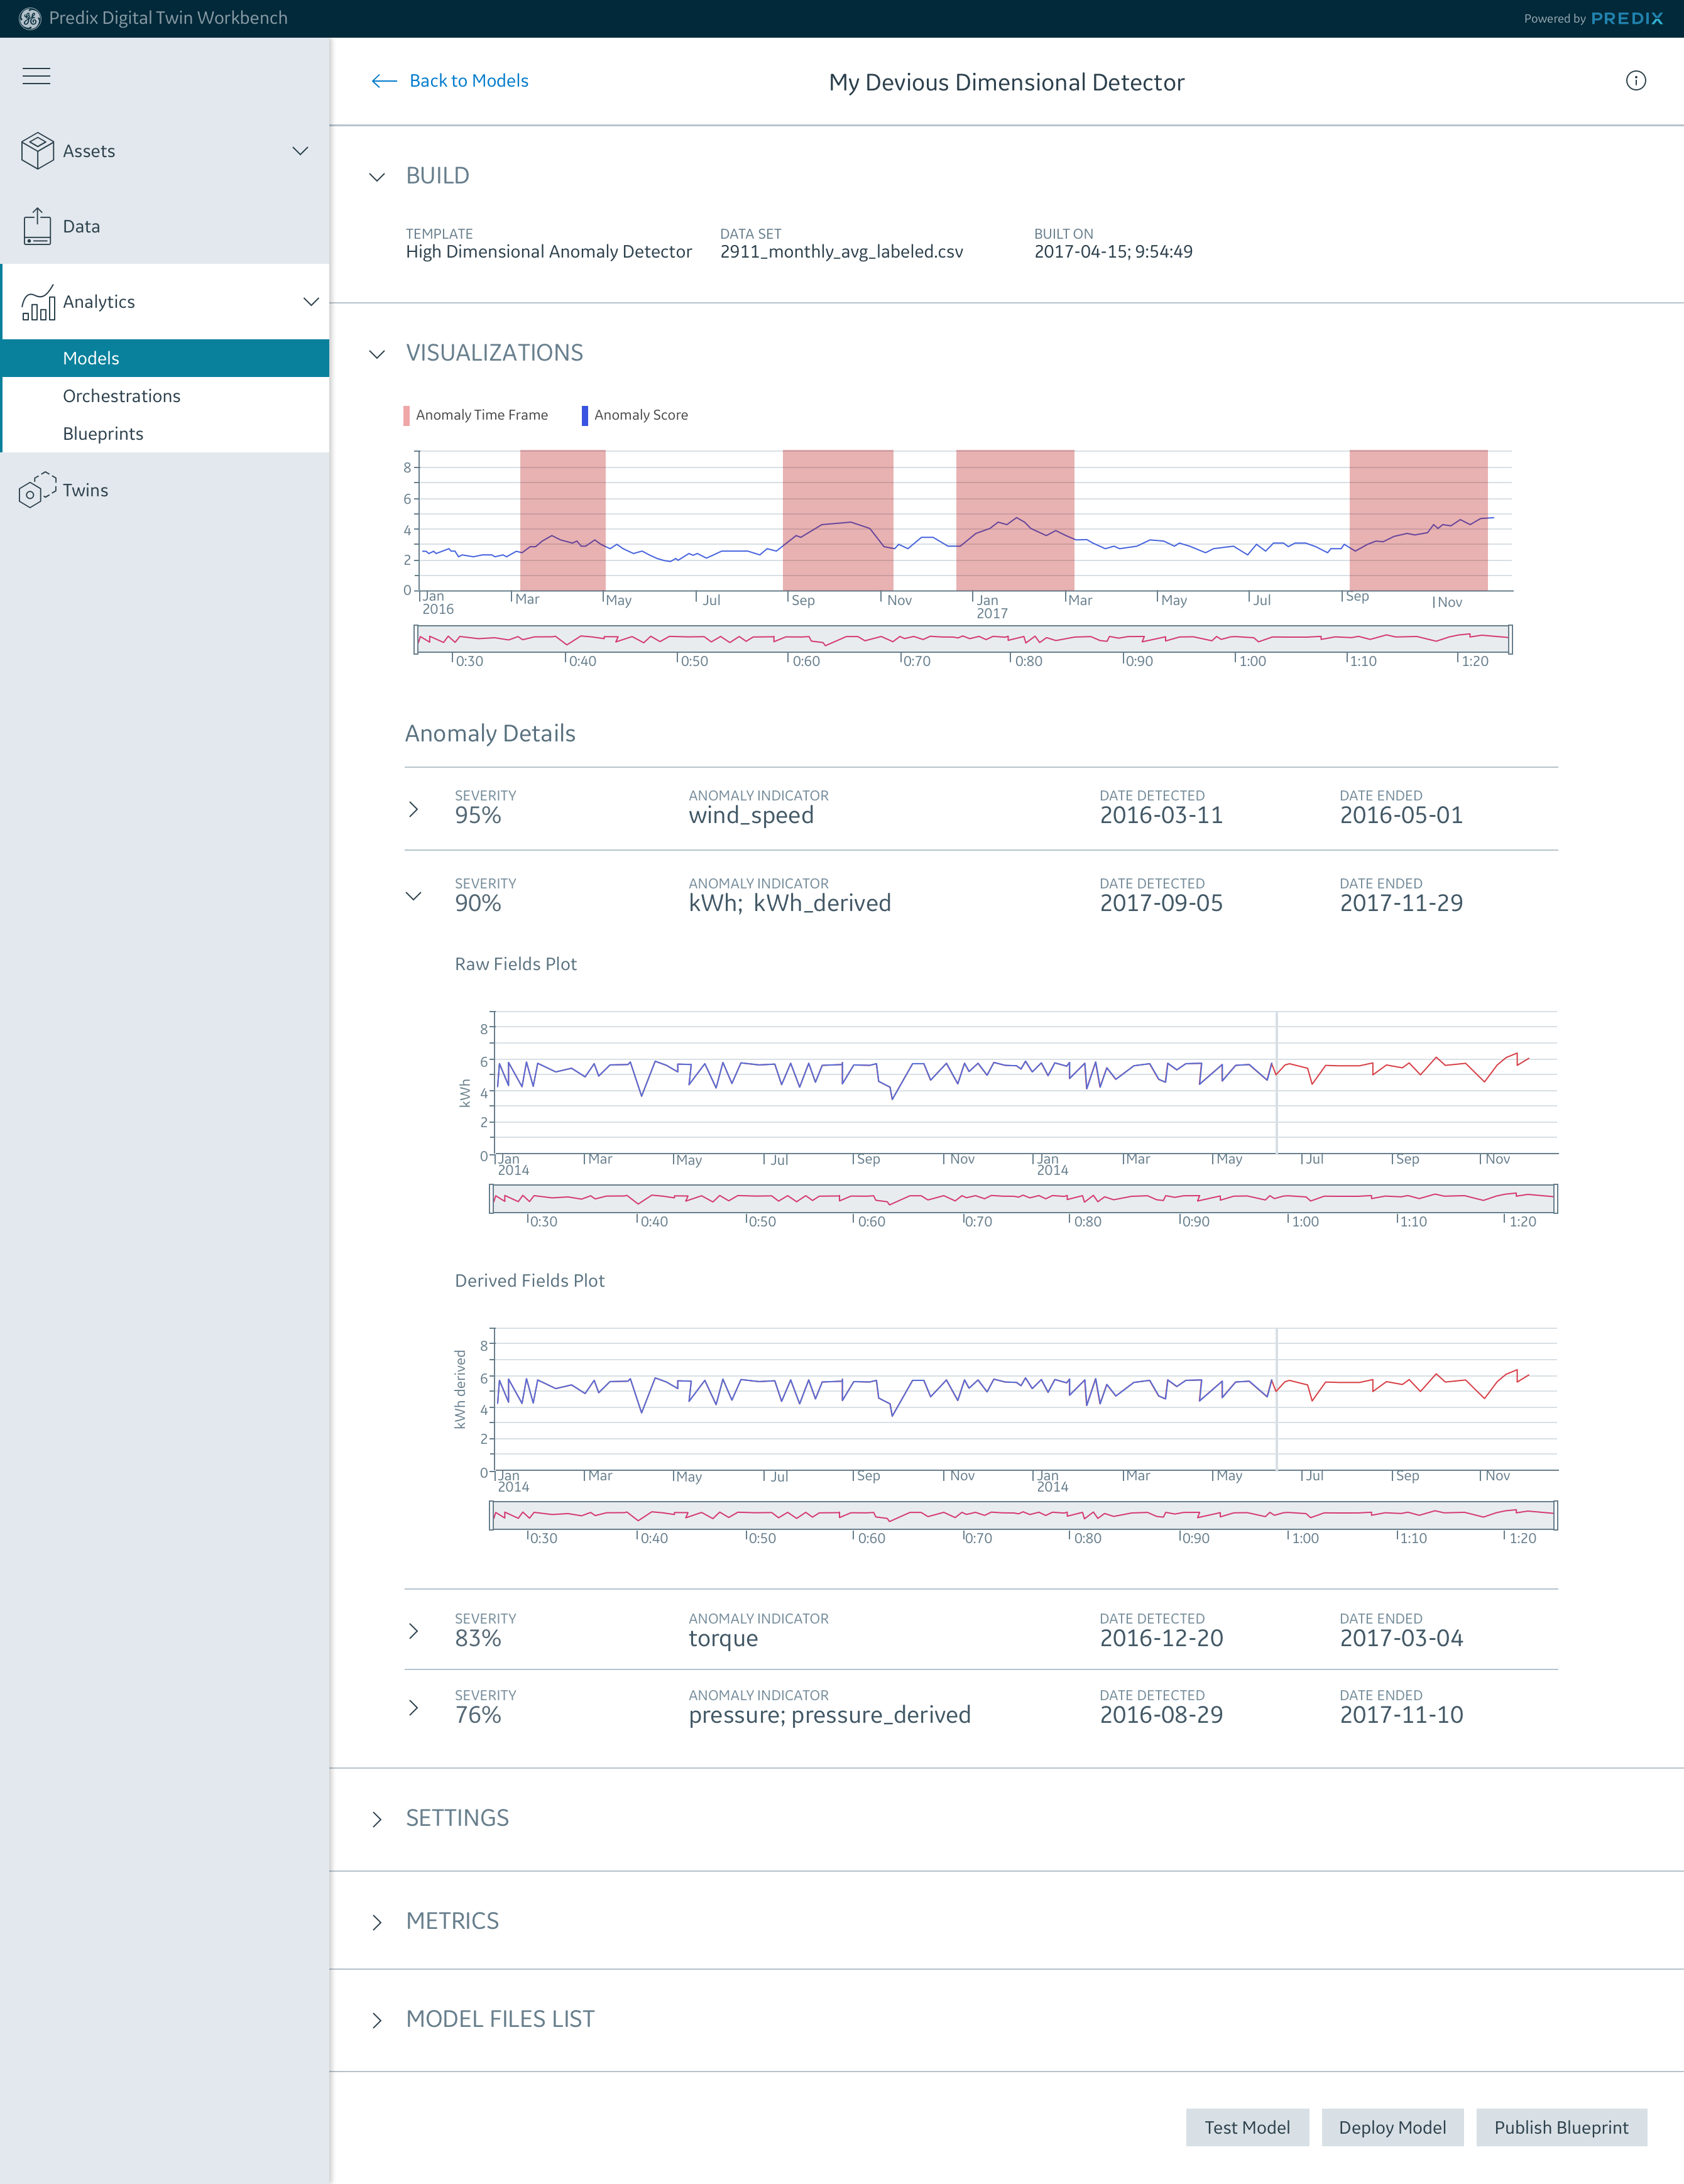 Predix Digital Twin Workbench
Powered by PREDIX
Back to Models
My Devious Dimensional Detector
Assets
Data
Analytics
Models
Orchestrations
Blueprints
Twins
BUILD
TEMPLATE DATA SET BUILT ON
High Dimensional Anomaly Detector 2911_monthly_avg_labeled.csv 2017-04-15; 9:54:49
VISUALIZATIONS
Anomaly Time Frame Anomaly Score
8
6
4
2
0
Jan Mar May Jul Sep Nov Jan Mar May Jul Sep Nov
2016 2017
0:30 0:40 0:50 0:60 0:70 0:80 0:90 1:00 1:10 1:20
Anomaly Details
SEVERITY ANOMALY INDICATOR DATE DETECTED DATE ENDED
95% wind_speed 2016-03-11 2016-05-01
SEVERITY ANOMALY INDICATOR DATE DETECTED DATE ENDED
90% kWh; kWh_derived 2017-09-05 2017-11-29
Raw Fields Plot
kWh
8
6
4
2
0
Jan Mar May Jul Sep Nov Jan Mar May Jul Sep Nov
2014 2014
0:30 0:40 0:50 0:60 0:70 0:80 0:90 1:00 1:10 1:20
Derived Fields Plot
kWh derived
8
6
4
2
0
Jan Mar May Jul Sep Nov Jan Mar May Jul Sep Nov
2014 2014
0:30 0:40 0:50 0:60 0:70 0:80 0:90 1:00 1:10 1:20
SEVERITY ANOMALY INDICATOR DATE DETECTED DATE ENDED
83% torque 2016-12-20 2017-03-04
SEVERITY ANOMALY INDICATOR DATE DETECTED DATE ENDED
76% pressure; pressure_derived 2016-08-29 2017-11-10
SETTINGS
METRICS
MODEL FILES LIST
Test Model Deploy Model Publish Blueprint